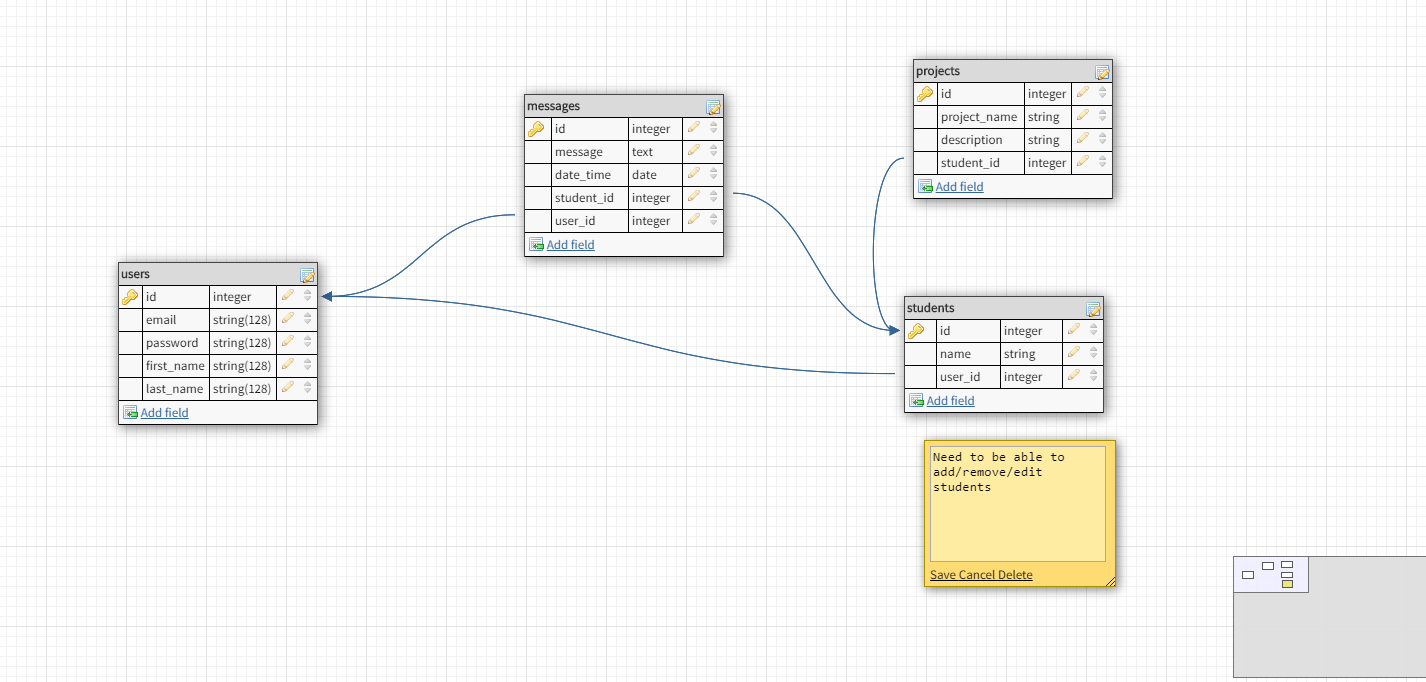 projects
id integer
project_name string
description string
student_id integer
Add field
messages
id integer
message text
date_time date
student_id integer
user_id integer
Add field
users
id integer
email string(128)
password string(128)
first_name string(128)
last_name string(128)
Add field
students
id integer
name string
user_id integer
Add field
Need to be able to
add/remove/edit
students
Save Cancel Delete